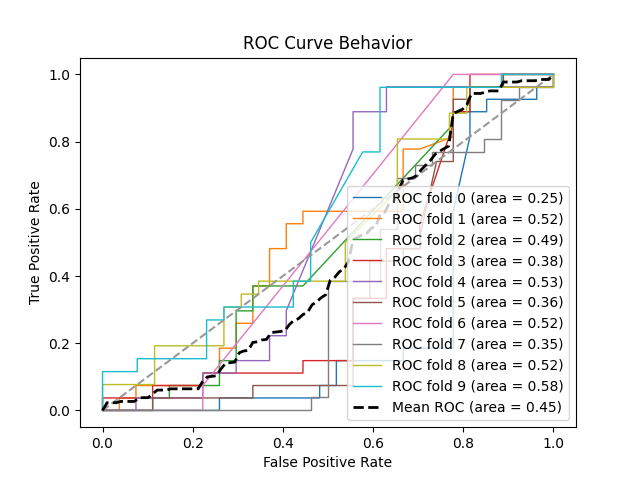 ROC Curve Behavior
True Positive Rate
1.0
0.8
0.6
0.4
0.2
0.0
ROC fold 0 (area = 0.25)
ROC fold 1 (area = 0.52)
ROC fold 2 (area = 0.49)
ROC fold 3 (area = 0.38)
ROC fold 4 (area = 0.53)
ROC fold 5 (area = 0.36)
ROC fold 6 (area = 0.52)
ROC fold 7 (area = 0.35)
ROC fold 8 (area = 0.52)
ROC fold 9 (area = 0.58)
Mean ROC (area = 0.45)
0.0 0.2 0.4 0.6 0.8 1.0
False Positive Rate